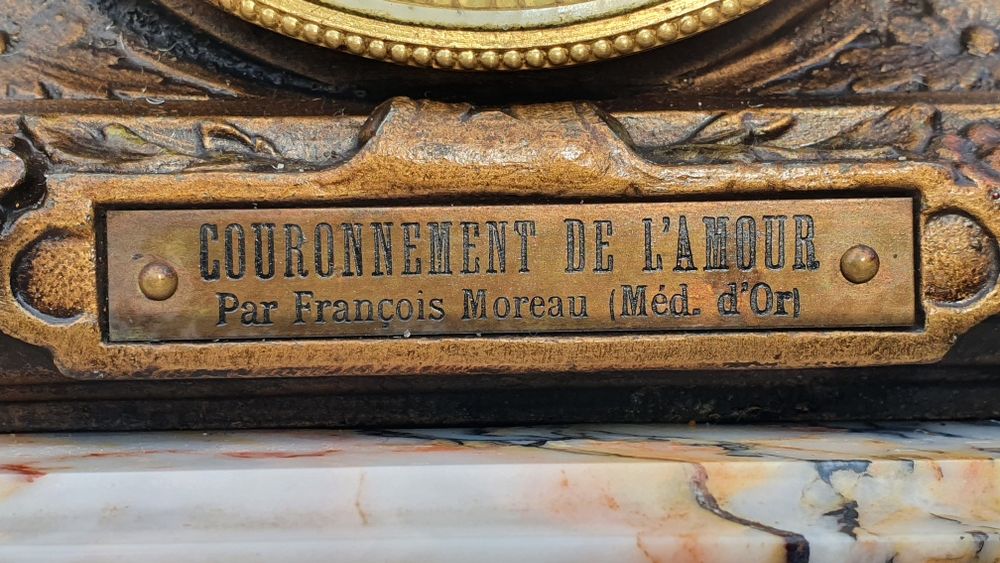 COURONNEMENT DE L'AMOUR
Par François Moreau (Méd. d'Or)